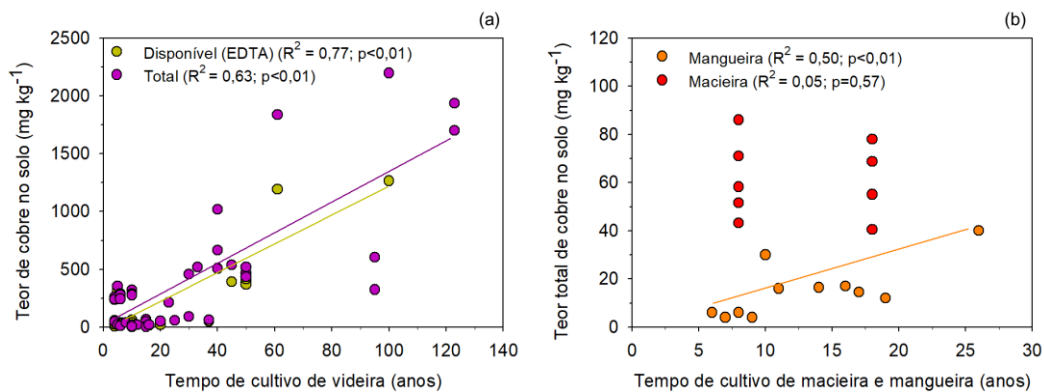 (a)
Teor de cobre no solo (mg kg⁻¹)
2500
2000
1500
1000
500
0
Disponível (EDTA) (R² = 0,77; p<0,01)
Total (R² = 0,63; p<0,01)
0 20 40 60 80 100 120 140
Tempo de cultivo de videira (anos)
(b)
Teor total de cobre no solo (mg kg⁻¹)
120
100
80
60
40
20
0
Mangueira (R² = 0,50; p<0,01)
Macieira (R² = 0,05; p=0,57)
0 5 10 15 20 25 30
Tempo de cultivo de macieira e mangueira (anos)